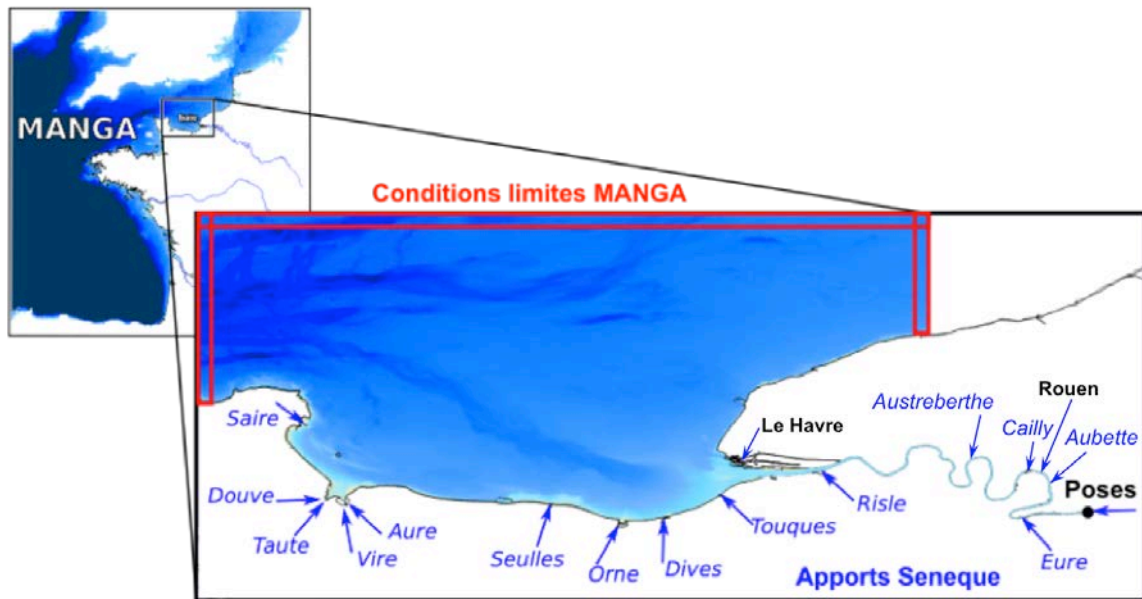 MANGA
baie
Conditions limites MANGA
Saire
Douve
Taute
Vire
Aure
Seulles
Orne
Dives
Touques
Le Havre
Risle
Austreberthe
Cailly
Rouen
Aubette
Poses
Eure
Apports Seneque